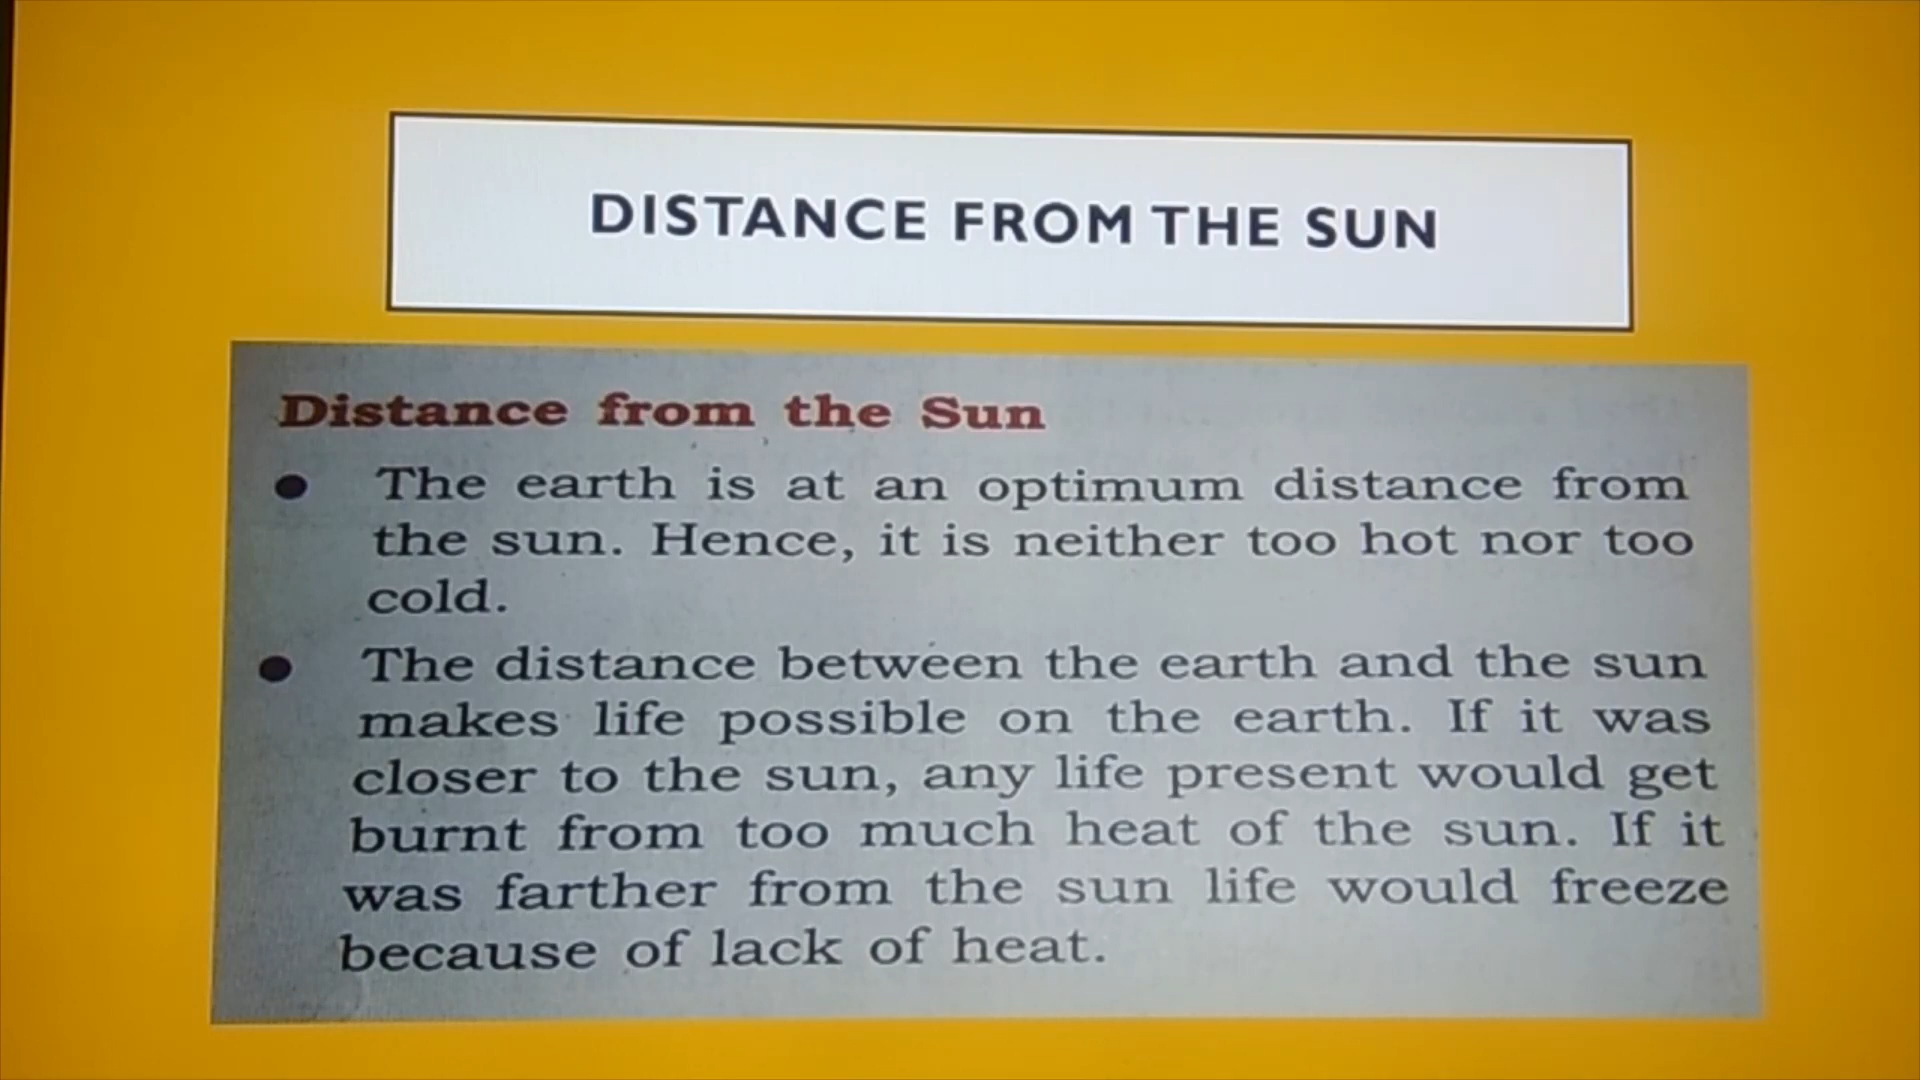 DISTANCE FROM THE SUN
Distance from the Sun
● The earth is at an optimum distance from
the sun. Hence, it is neither too hot nor too
cold.
● The distance between the earth and the sun
makes life possible on the earth. If it was
closer to the sun, any life present would get
burnt from too much heat of the sun. If it
was farther from the sun life would freeze
because of lack of heat.